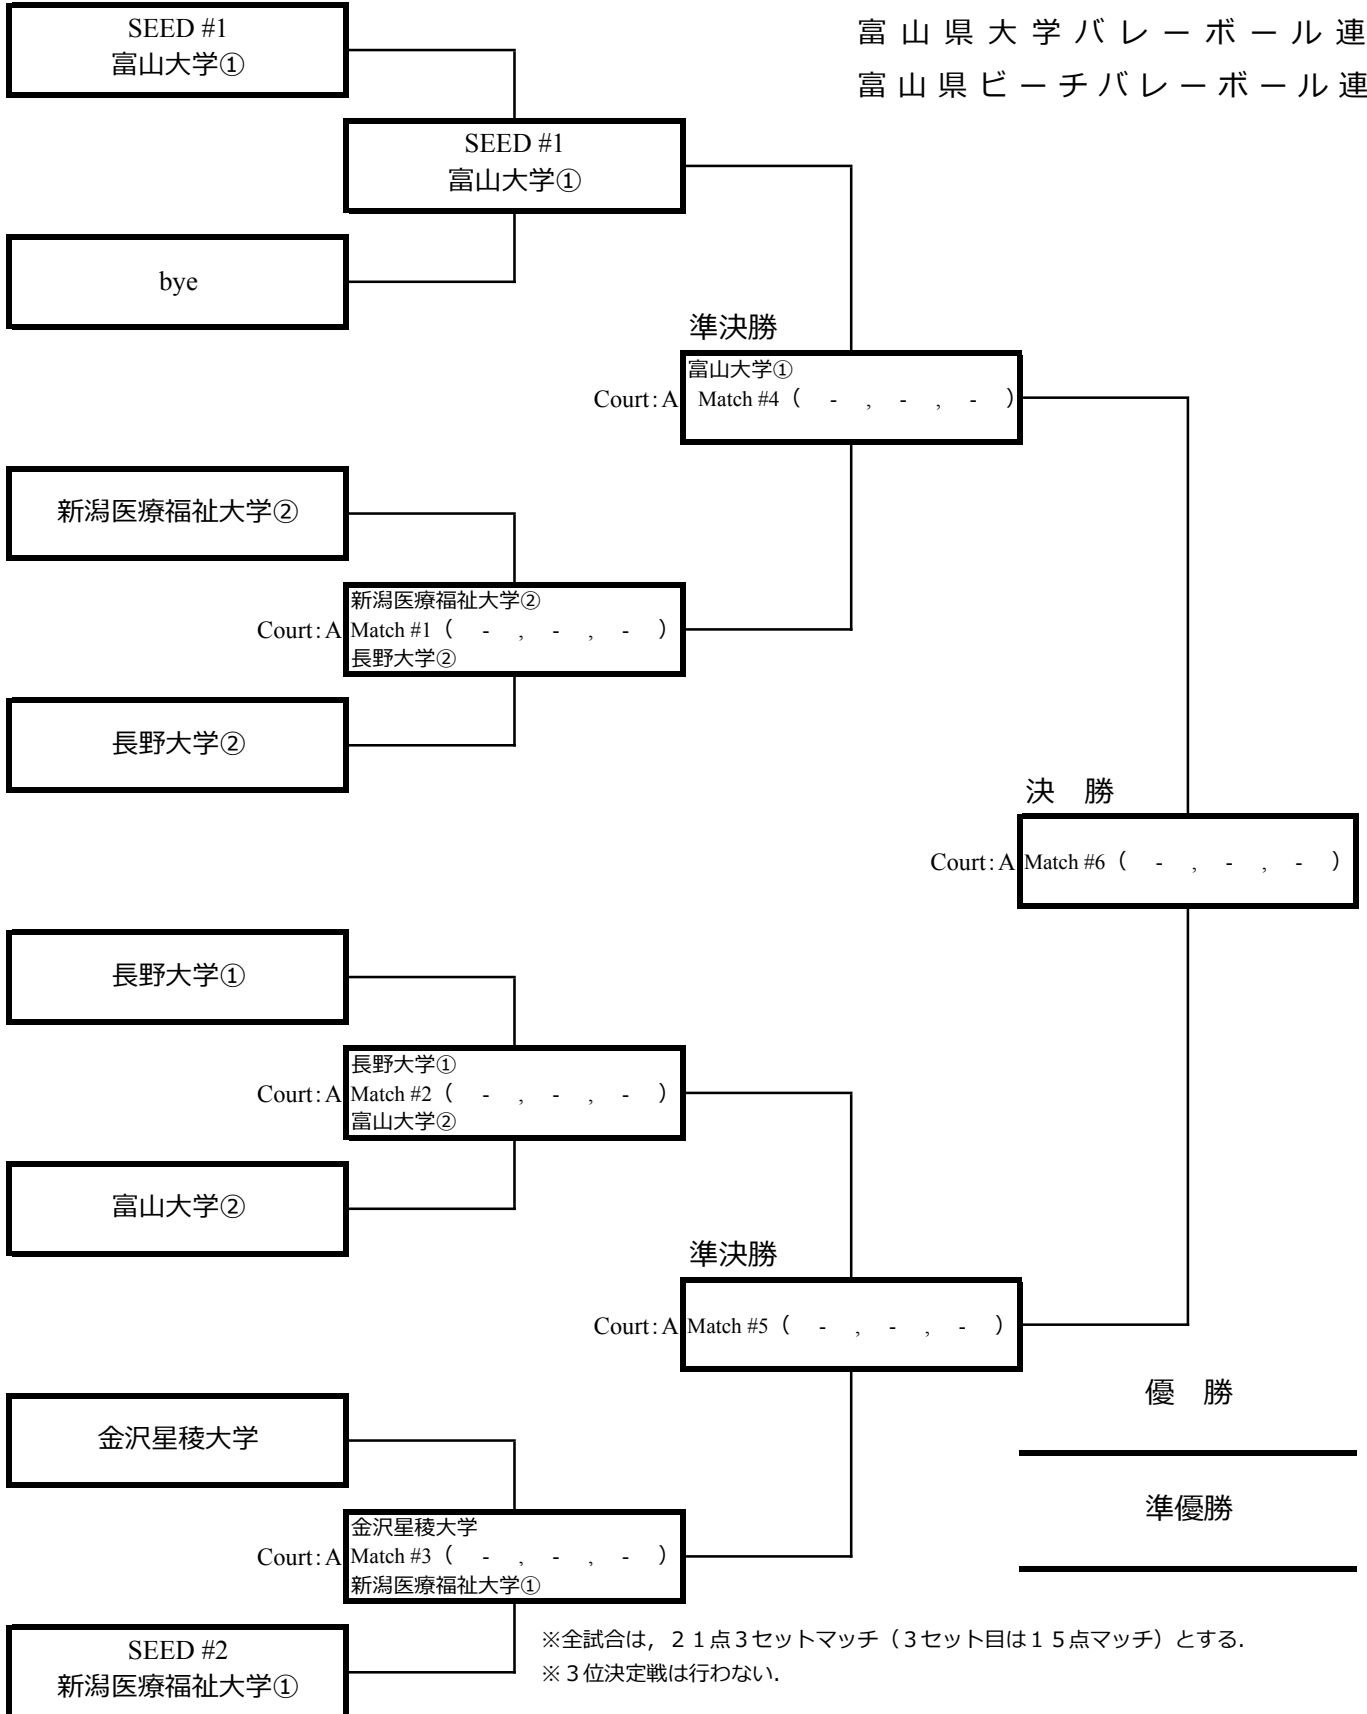 SEED #1
富山大学①
富山県大学バレーボール連
富山県ビーチバレーボール連
SEED #1
富山大学①
bye
準決勝
富山大学①
Court:A Match #4 ( - , - , - )
新潟医療福祉大学②
新潟医療福祉大学②
Court:A Match #1 ( - , - , - )
長野大学②
長野大学②
決 勝
Court:A Match #6 ( - , - , - )
長野大学①
長野大学①
Court:A Match #2 ( - , - , - )
富山大学②
富山大学②
準決勝
Court:A Match #5 ( - , - , - )
優 勝
金沢星稜大学
準優勝
金沢星稜大学
Court:A Match #3 ( - , - , - )
新潟医療福祉大学①
SEED #2
新潟医療福祉大学①
※全試合は，２１点３セットマッチ（３セット目は１５点マッチ）とする．
※３位決定戦は行わない．